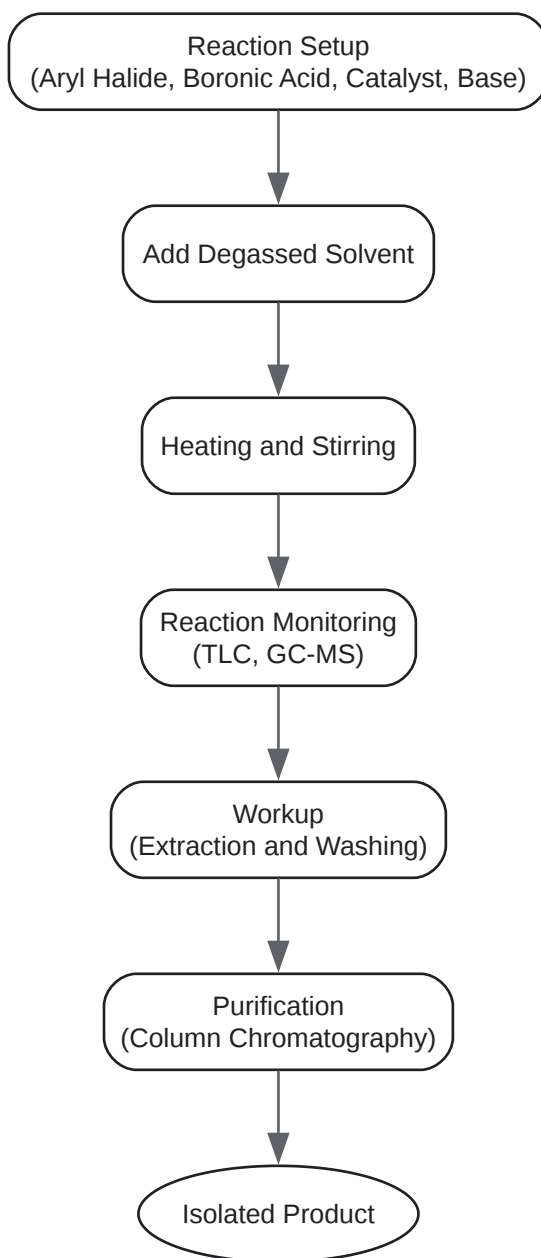 Reaction Setup
(Aryl Halide, Boronic Acid, Catalyst, Base)
Add Degassed Solvent
Heating and Stirring
Reaction Monitoring
(TLC, GC-MS)
Workup
(Extraction and Washing)
Purification
(Column Chromatography)
Isolated Product